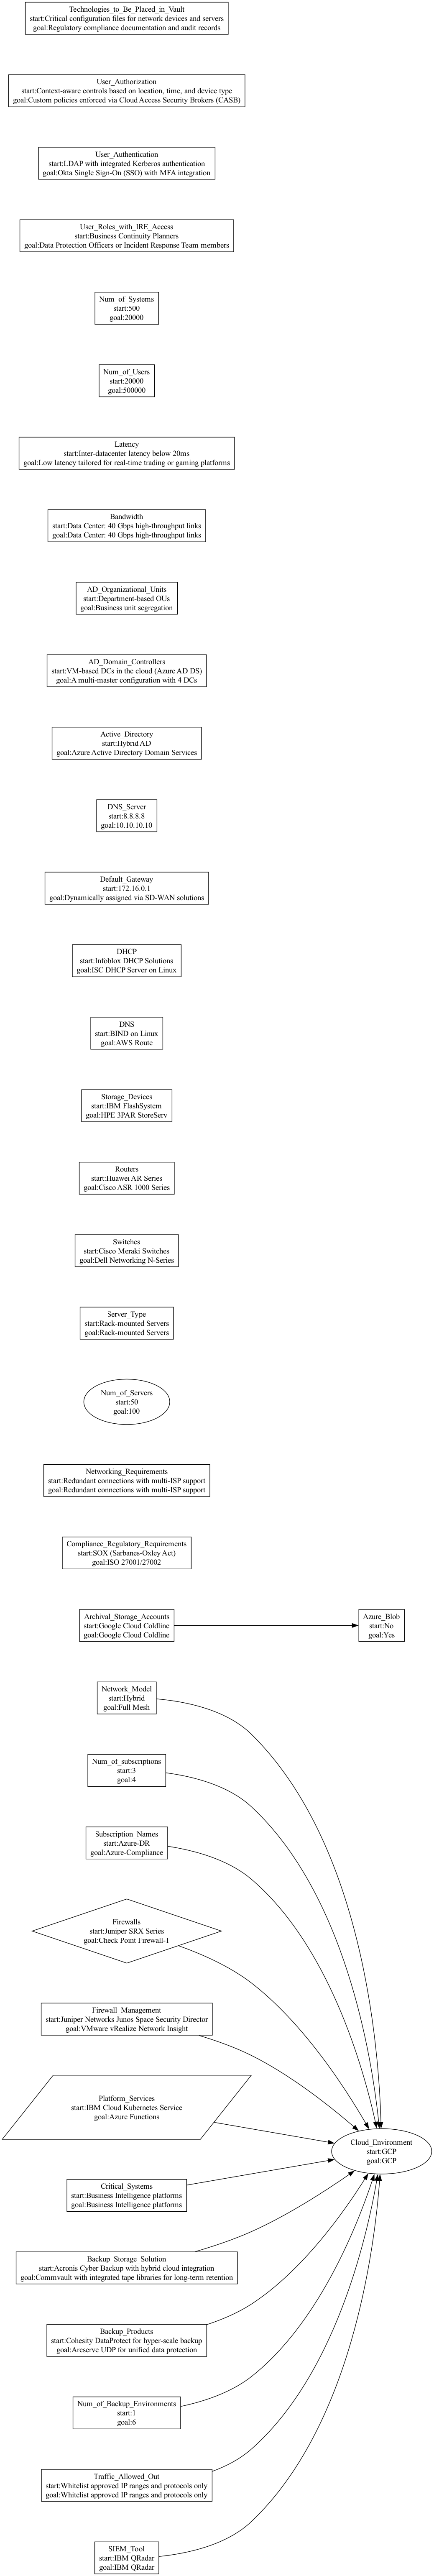 Technologies_to_Be_Placed_in_Vault
start:Critical configuration files for network devices and servers
goal:Regulatory compliance documentation and audit records
User_Authorization
start:Context-aware controls based on location, time, and device type
goal:Custom policies enforced via Cloud Access Security Brokers (CASB)
User_Authentication
start:LDAP with integrated Kerberos authentication
goal:Okta Single Sign-On (SSO) with MFA integration
User_Roles_with_IRE_Access
start:Business Continuity Planners
goal:Data Protection Officers or Incident Response Team members
Num_of_Systems
start:500
goal:20000
Num_of_Users
start:20000
goal:500000
Latency
start:Inter-datacenter latency below 20ms
goal:Low latency tailored for real-time trading or gaming platforms
Bandwidth
start:Data Center: 40 Gbps high-throughput links
goal:Data Center: 40 Gbps high-throughput links
AD_Organizational_Units
start:Department-based OUs
goal:Business unit segregation
AD_Domain_Controllers
start:VM-based DCs in the cloud (Azure AD DS)
goal:A multi-master configuration with 4 DCs
Active_Directory
start:Hybrid AD
goal:Azure Active Directory Domain Services
DNS_Server
start:8.8.8.8
goal:10.10.10.10
Default_Gateway
start:172.16.0.1
goal:Dynamically assigned via SD-WAN solutions
DHCP
start:Infoblox DHCP Solutions
goal:ISC DHCP Server on Linux
DNS
start:BIND on Linux
goal:AWS Route
Storage_Devices
start:IBM FlashSystem
goal:HPE 3PAR StoreServ
Routers
start:Huawei AR Series
goal:Cisco ASR 1000 Series
Switches
start:Cisco Meraki Switches
goal:Dell Networking N-Series
Server_Type
start:Rack-mounted Servers
goal:Rack-mounted Servers
Num_of_Servers
start:50
goal:100
Networking_Requirements
start:Redundant connections with multi-ISP support
goal:Redundant connections with multi-ISP support
Compliance_Regulatory_Requirements
start:SOX (Sarbanes-Oxley Act)
goal:ISO 27001/27002
Archival_Storage_Accounts
start:Google Cloud Coldline
goal:Google Cloud Coldline
Azure_Blob
start:No
goal:Yes
Network_Model
start:Hybrid
goal:Full Mesh
Num_of_subscriptions
start:3
goal:4
Subscription_Names
start:Azure-DR
goal:Azure-Compliance
Firewalls
start:Juniper SRX Series
goal:Check Point Firewall-1
Firewall_Management
start:Juniper Networks Junos Space Security Director
goal:VMware vRealize Network Insight
Platform_Services
start:IBM Cloud Kubernetes Service
goal:Azure Functions
Cloud_Environment
start:GCP
goal:GCP
Critical_Systems
start:Business Intelligence platforms
goal:Business Intelligence platforms
Backup_Storage_Solution
start:Acronis Cyber Backup with hybrid cloud integration
goal:Commvault with integrated tape libraries for long-term retention
Backup_Products
start:Cohesity DataProtect for hyper-scale backup
goal:Arcserve UDP for unified data protection
Num_of_Backup_Environments
start:1
goal:6
Traffic_Allowed_Out
start:Whitelist approved IP ranges and protocols only
goal:Whitelist approved IP ranges and protocols only
SIEM_Tool
start:IBM QRadar
goal:IBM QRadar